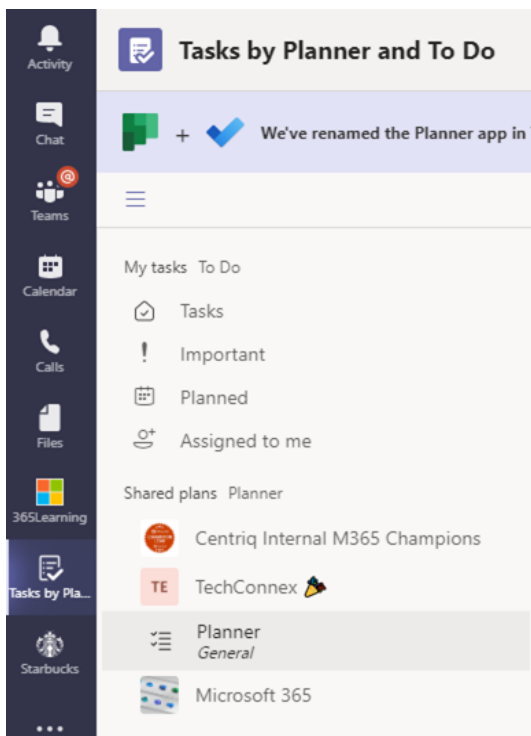 Activity
Chat
@
Teams
Calendar
Calls
Files
365Learning
Tasks by Pla...
Starbucks
Tasks by Planner and To Do
We've renamed the Planner app in
My tasks To Do
Tasks
Important
Planned
Assigned to me
Shared plans Planner
Centriq Internal M365 Champions
TE TechConnex
Planner
General
Microsoft 365